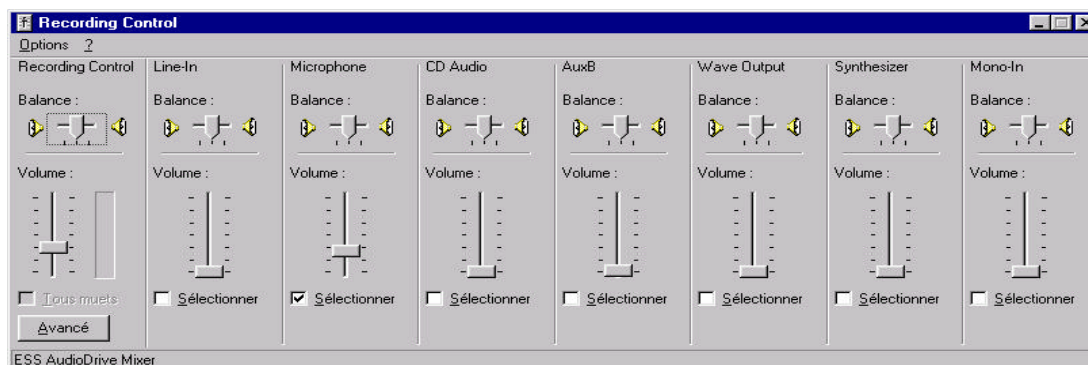 Recording Control
Options ?
Recording Control Line-In Microphone CD Audio AuxB Wave Output Synthesizer Mono-In
Balance : Balance : Balance : Balance : Balance : Balance : Balance : Balance :
Volume : Volume : Volume : Volume : Volume : Volume : Volume : Volume :
Tous muets Sélectionner Sélectionner Sélectionner Sélectionner Sélectionner Sélectionner Sélectionner
Avancé
ESS AudioDrive Mixer